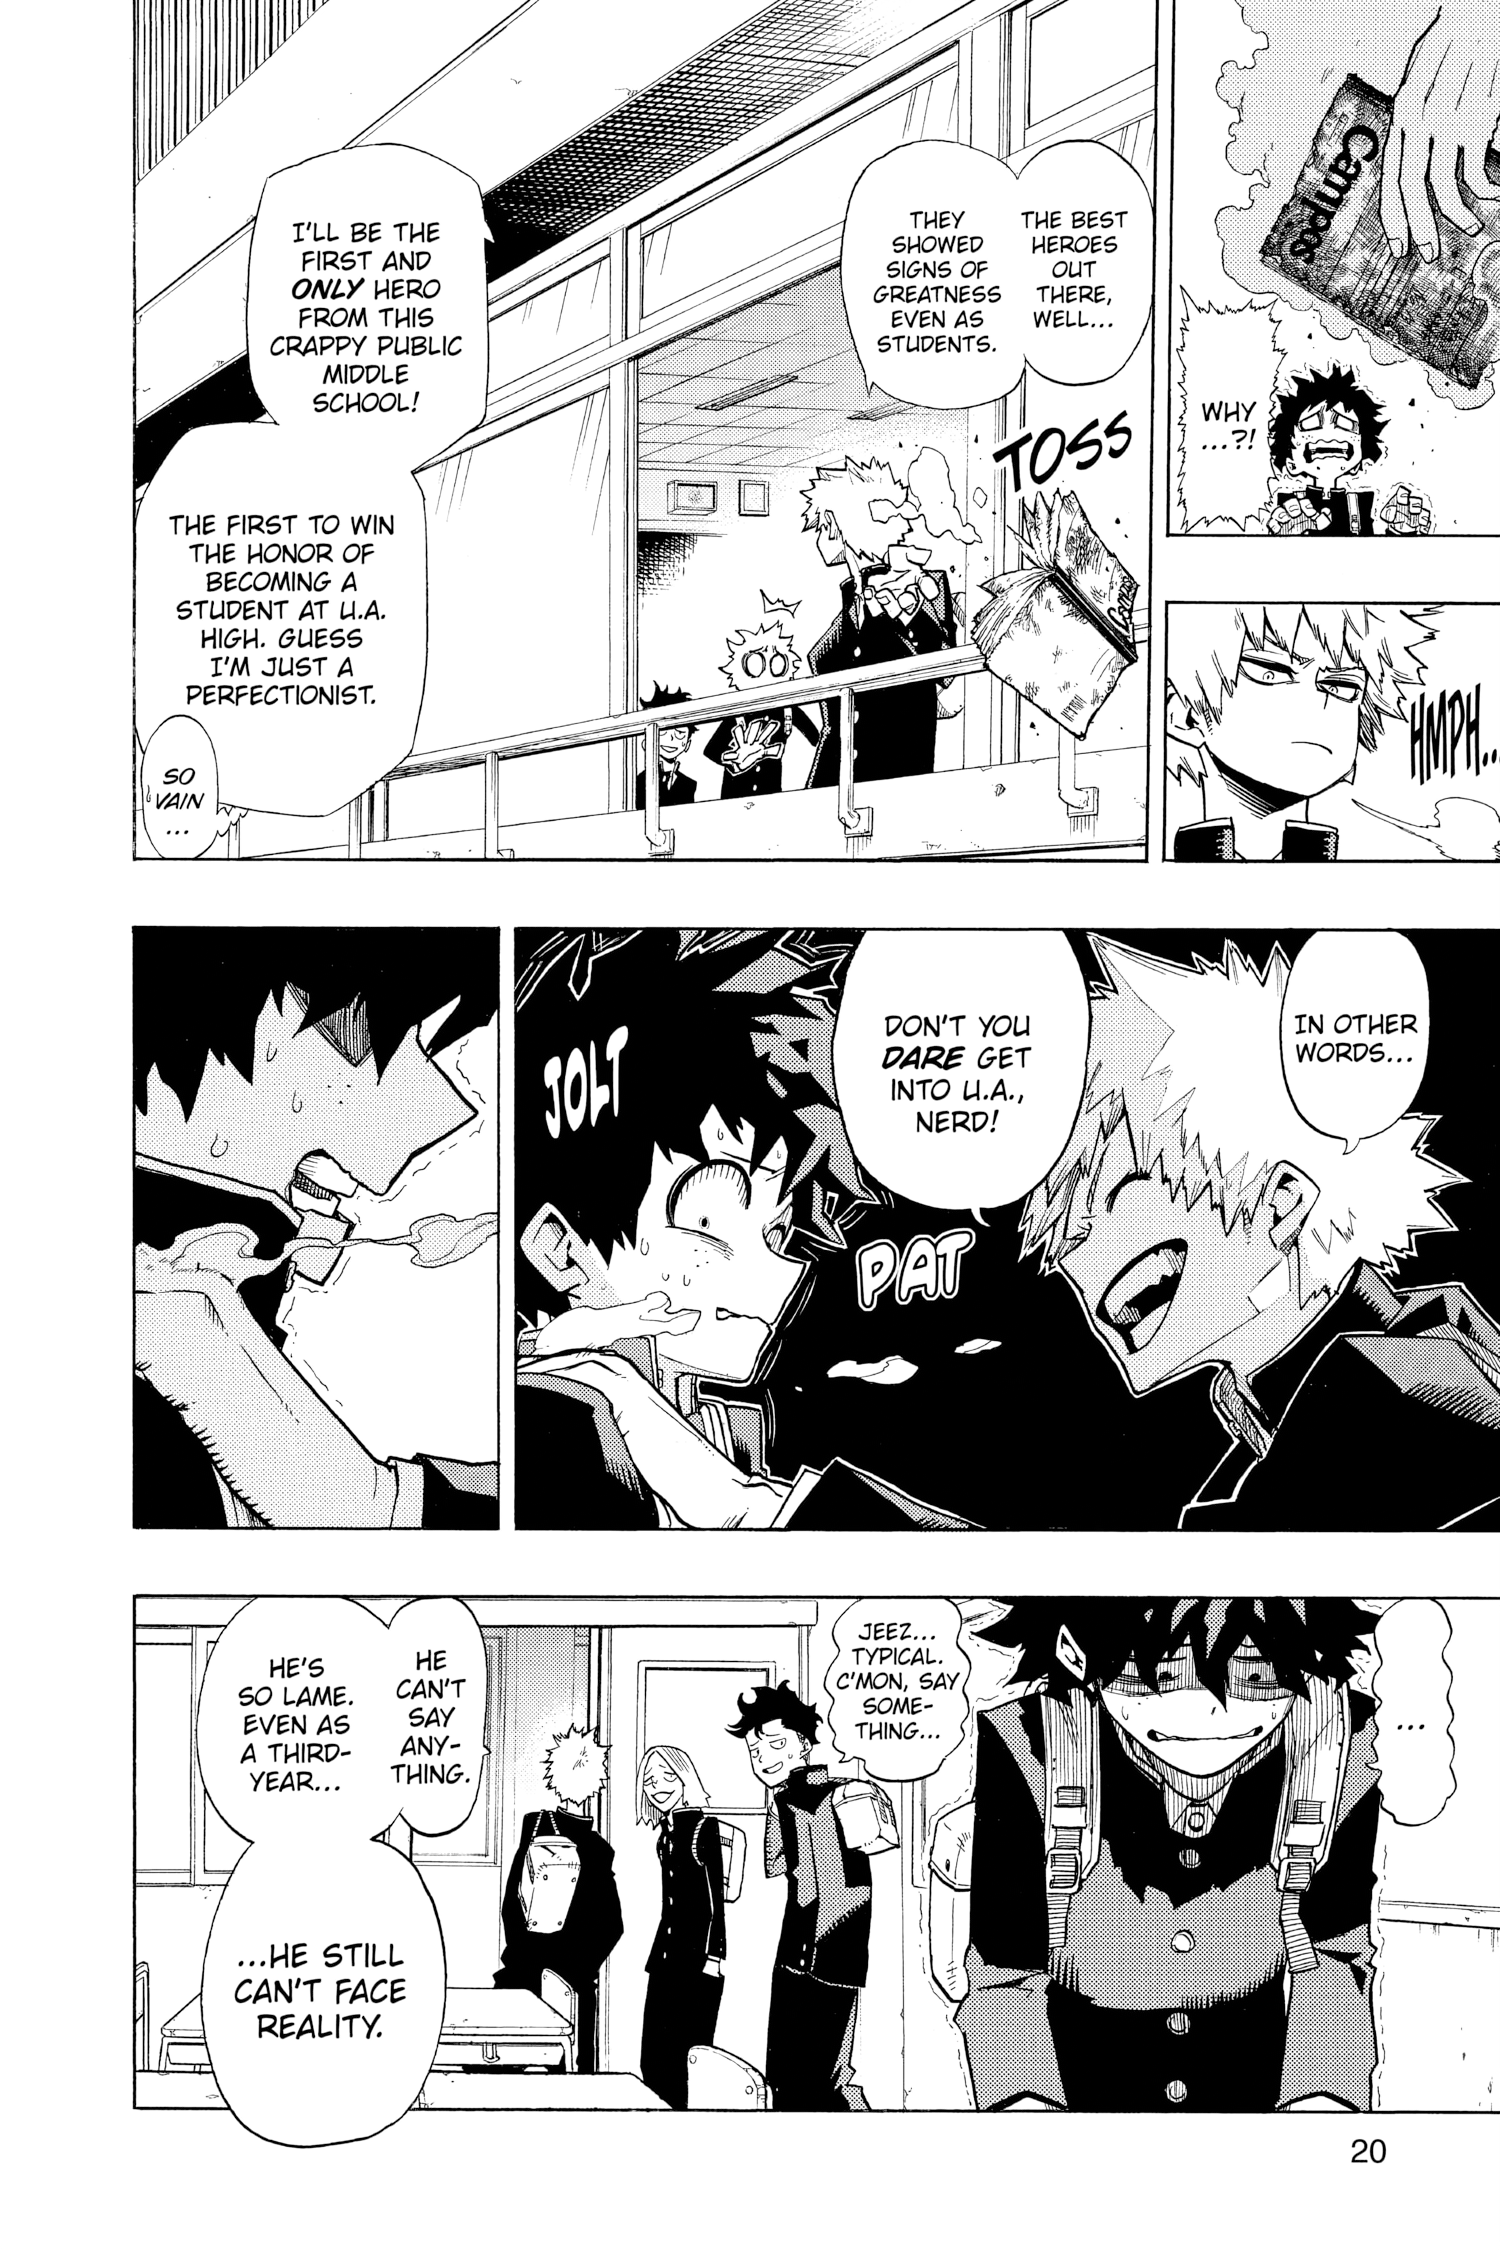 Campus
WHY
...?!
HMPH...
THE BEST
HEROES
OUT
THERE,
WELL...
THEY
SHOWED
SIGNS OF
GREATNESS
EVEN AS
STUDENTS.
TOSS
Campus
I'LL BE THE
FIRST AND
ONLY HERO
FROM THIS
CRAPPY PUBLIC
MIDDLE
SCHOOL!
THE FIRST TO WIN
THE HONOR OF
BECOMING A
STUDENT AT U.A.
HIGH. GUESS
I'M JUST A
PERFECTIONIST.
SO
VAIN
...
IN OTHER
WORDS...
DON'T YOU
DARE GET
INTO U.A.,
NERD!
PAT
JOLT
...
JEEZ...
TYPICAL.
C'MON, SAY
SOME-
THING...
HE
CAN'T
SAY
ANY-
THING.
HE'S
SO LAME.
EVEN AS
A THIRD-
YEAR...
...HE STILL
CAN'T FACE
REALITY.
20